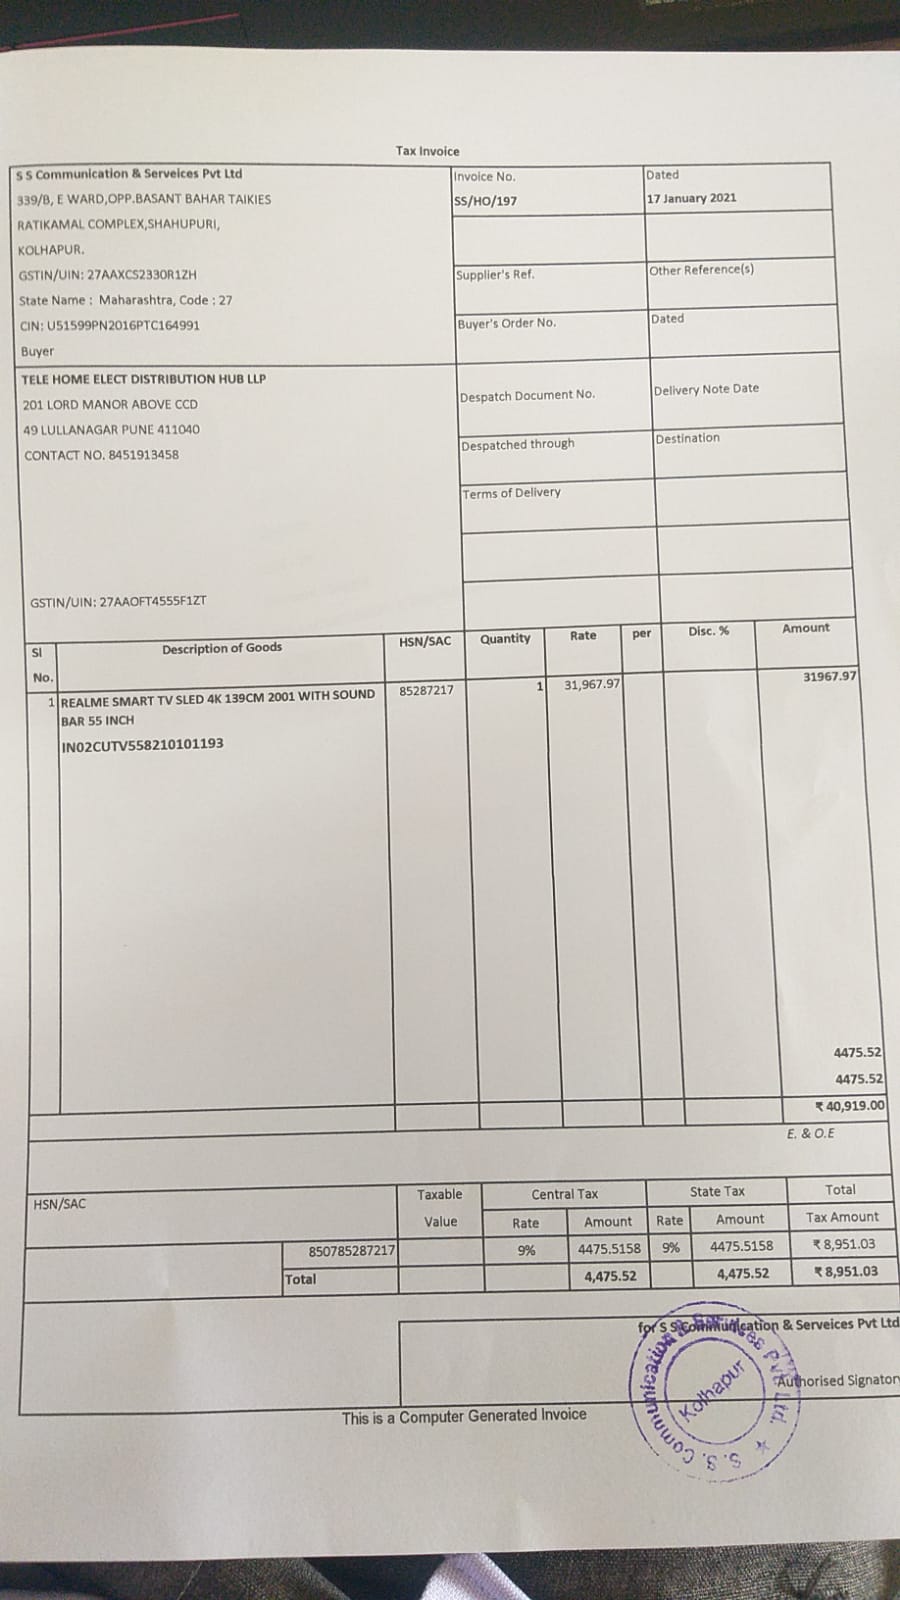 Tax Invoice
S S Communication & Serveices Pvt Ltd
339/B, E WARD,OPP.BASANT BAHAR TAIKIES
RATIKAMAL COMPLEX,SHAHUPURI,
KOLHAPUR.
GSTIN/UIN: 27AAXCS2330R1ZH
State Name : Maharashtra, Code : 27
CIN: U51599PN2016PTC164991
Buyer
Invoice No.
SS/HO/197
Dated
17 January 2021
Supplier's Ref.
Other Reference(s)
Buyer's Order No.
Dated
TELE HOME ELECT DISTRIBUTION HUB LLP
201 LORD MANOR ABOVE CCD
49 LULLANAGAR PUNE 411040
CONTACT NO. 8451913458
GSTIN/UIN: 27AAOFT4555F1ZT
Despatch Document No.
Delivery Note Date
Despatched through
Destination
Terms of Delivery
Sl No. Description of Goods HSN/SAC Quantity Rate per Disc. % Amount
1 REALME SMART TV SLED 4K 139CM 2001 WITH SOUND 85287217 1 31,967.97 31967.97
BAR 55 INCH
IN02CUTV558210101193
4475.52
4475.52
₹ 40,919.00
E. & O.E
HSN/SAC Taxable Value Central Tax State Tax Total
Rate Amount Rate Amount Tax Amount
850785287217 9% 4475.5158 9% 4475.5158 ₹ 8,951.03
Total 4,475.52 4,475.52 ₹ 8,951.03
for S S Communication & Serveices Pvt Ltd
Authorised Signator
This is a Computer Generated Invoice
S.S. Communication & Services Pvt. Ltd.
Kolhapur